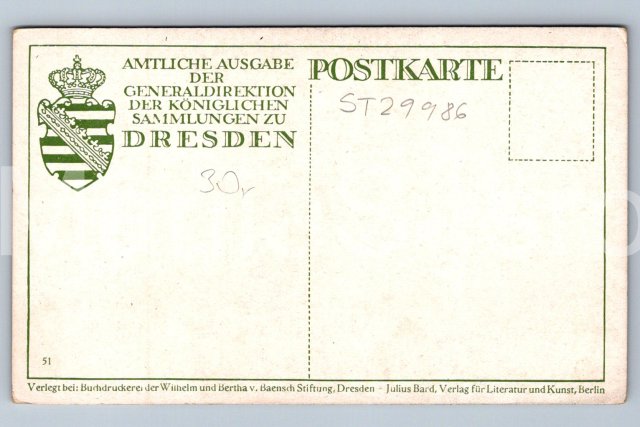 AMTLICHE AUSGABE
DER
GENERALDIREKTION
DER KÖNIGLICHEN
SAMMLUNGEN ZU
DRESDEN
POSTKARTE
ST29986
30,
51
Verlegt bei: Buchdruckerei der Wilhelm und Bertha v. Baensch Stiftung, Dresden - Julius Bard, Verlag für Literatur und Kunst, Berlin